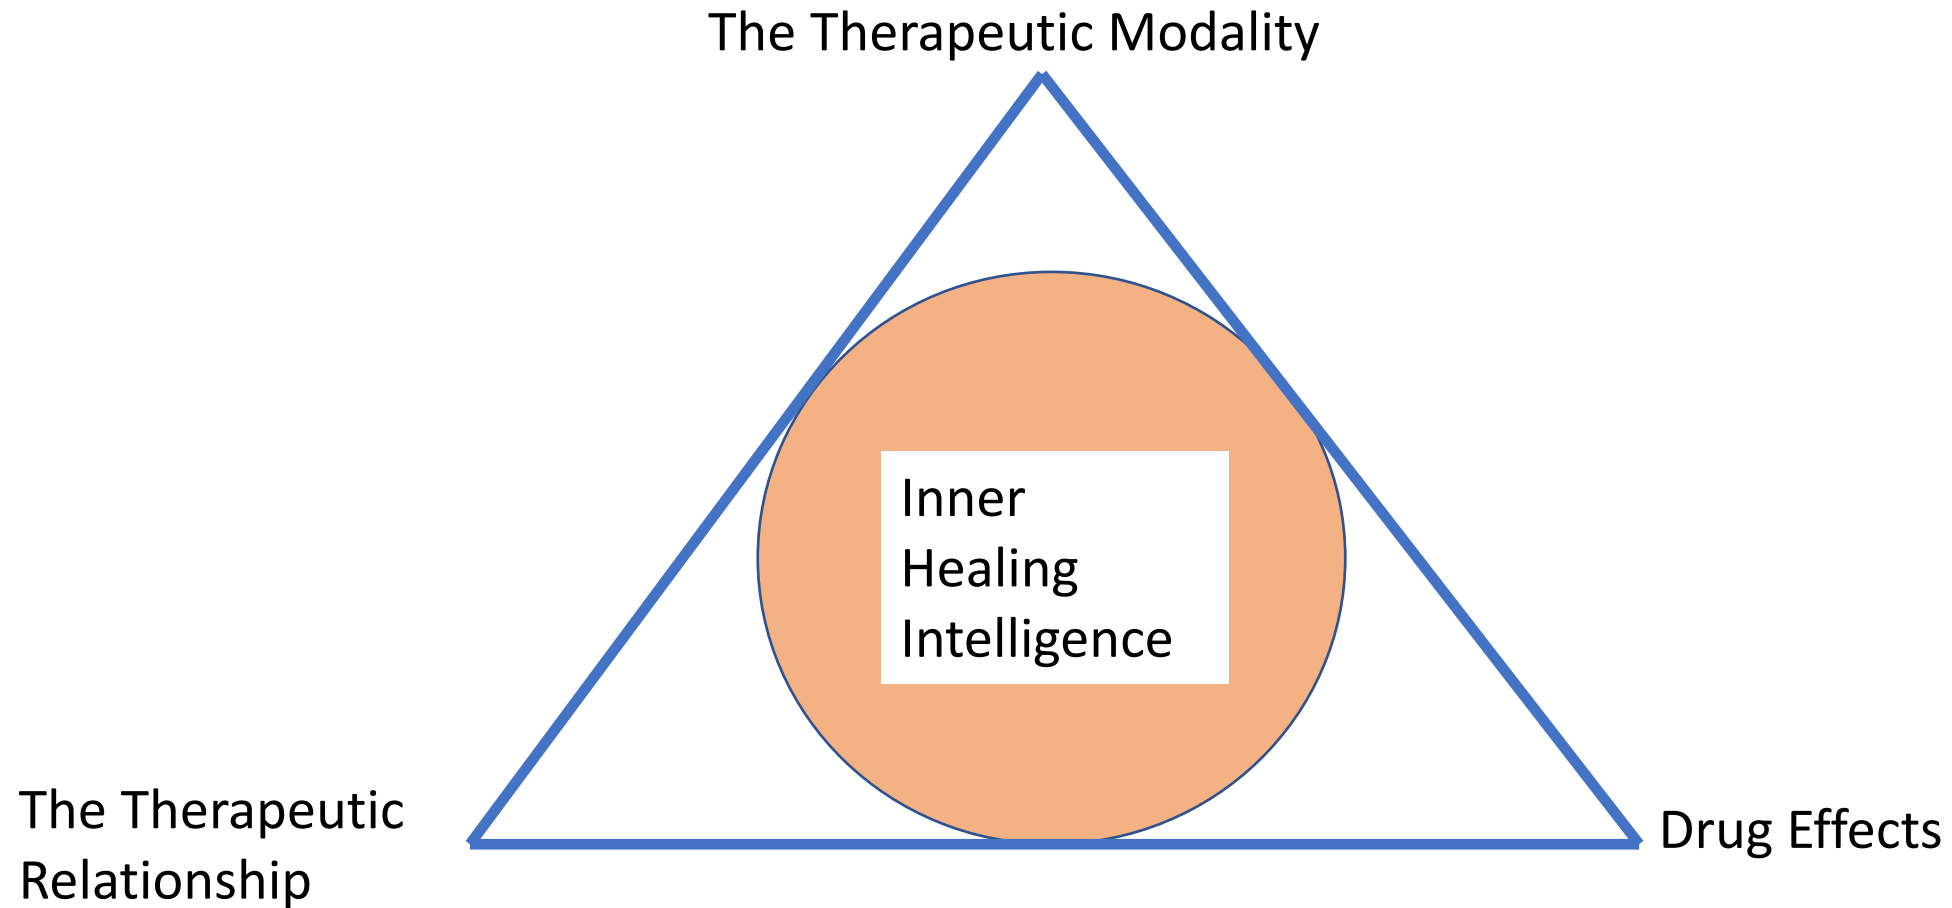 The Therapeutic Modality
Inner
Healing
Intelligence
The Therapeutic
Relationship
Drug Effects